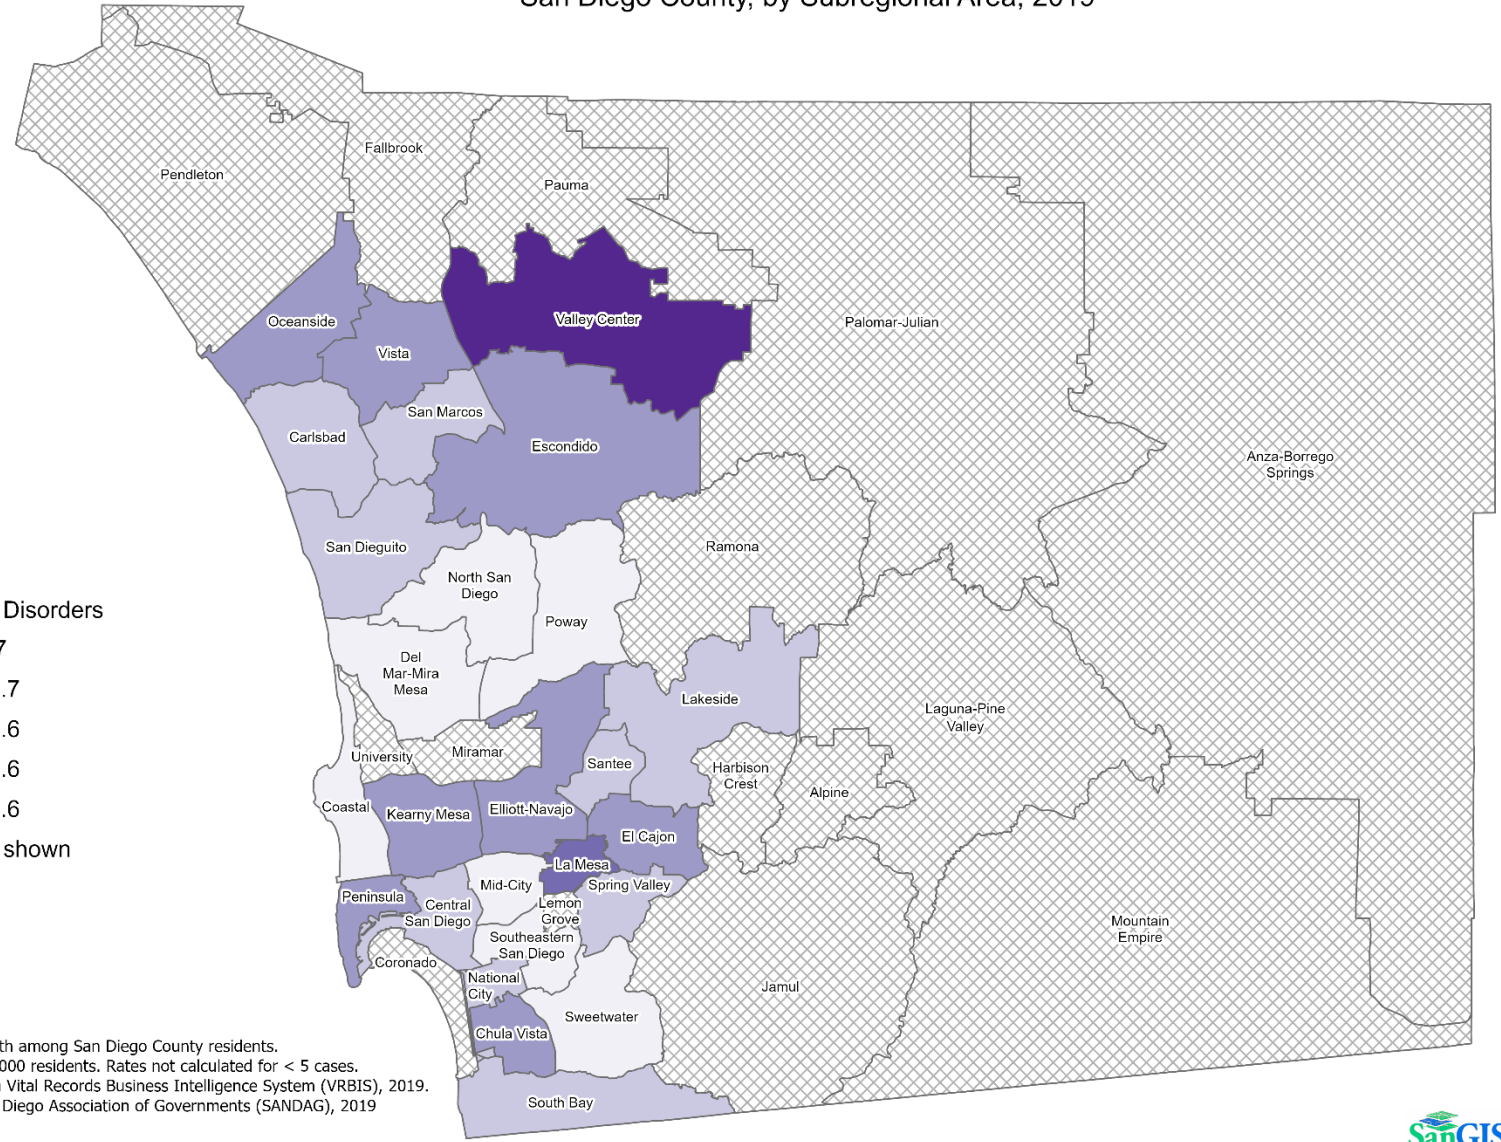 San Diego County, by Subregional Area, 2019
Fallbrook
Pendleton
Pauma
Oceanside
Valley Center
Palomar-Julian
Vista
San Marcos
Carlsbad
Escondido
Anza-Borrego
Springs
San Dieguito
Ramona
North San
Diego
Disorders
Poway
7
Del
Mar-Mira
Mesa
.7
Lakeside
Laguna-Pine
Valley
.6
University
Miramar
Santee
Harbison
Crest
.6
Alpine
Coastal
Kearny Mesa
Elliott-Navajo
.6
El Cajon
shown
La Mesa
Mid-City
Spring Valley
Peninsula
Central
San Diego
Lemon
Grove
Mountain
Empire
Southeastern
San Diego
Coronado
National
City
Jamul
Sweetwater
Chula Vista
th among San Diego County residents.
000 residents. Rates not calculated for < 5 cases.
Vital Records Business Intelligence System (VRBIS), 2019.
Diego Association of Governments (SANDAG), 2019
South Bay
SanGIS